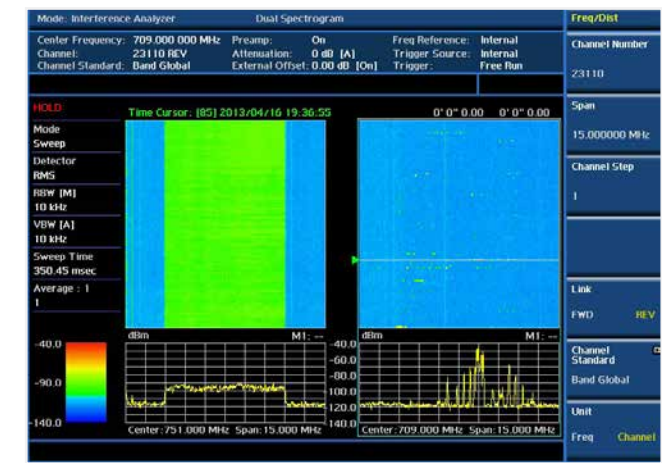 Mode: Interference Analyzer Dual Spectrogram Freq/Dist
Center Frequency: 709.000 000 MHz Preamp: On Freq Reference: Internal
Channel: 23110 REV Attenuation: 0 dB [A] Trigger Source: Internal
Channel Standard: Band Global External Offset: 0.00 dB [On] Trigger: Free Run
Channel Number
23110
HOLD
Time Cursor: [85] 2013/04/16 19:36:55 0' 0" 0.00 0' 0" 0.00
Mode
Sweep
Detector
RMS
RBW [M]
10 kHz
VBW [A]
10 kHz
Sweep Time
350.45 msec
Average : 1
1
Span
15.000000 MHz
Channel Step
1
Link
FWD REV
Channel
Standard
Band Global
Unit
Freq Channel
dBm M1: -- dBm M1: --
-40.0
-90.0
-140.0
-40.0
-60.0
-80.0
-100.0
-120.0
-140.0
Center:751.000 MHz Span:15.000 MHz Center:709.000 MHz Span:15.000 MHz